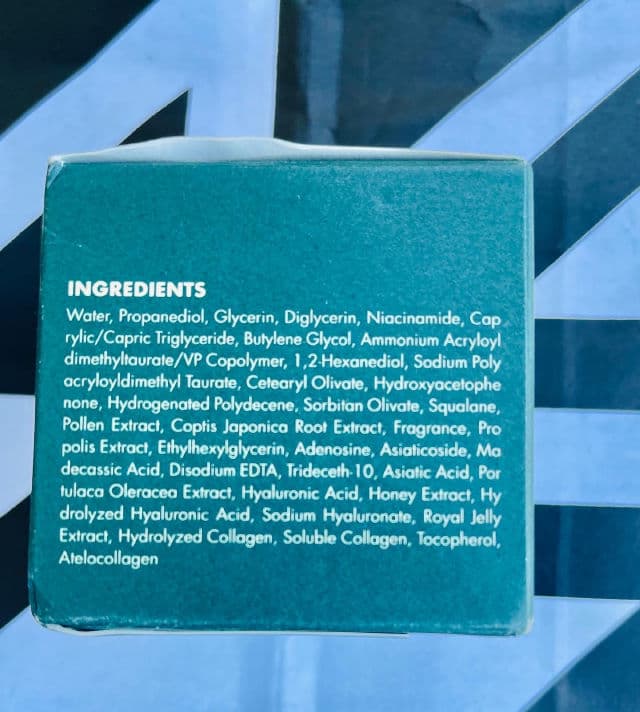 INGREDIENTS
Water, Propanediol, Glycerin, Diglycerin, Niacinamide, Cap
rylic/Capric Triglyceride, Butylene Glycol, Ammonium Acryloyl
dimethyltaurate/VP Copolymer, 1,2-Hexanediol, Sodium Poly
acryloyldimethyl Taurate, Cetearyl Olivate, Hydroxyacetophe
none, Hydrogenated Polydecene, Sorbitan Olivate, Squalane,
Pollen Extract, Coptis Japonica Root Extract, Fragrance, Pro
polis Extract, Ethylhexylglycerin, Adenosine, Asiaticoside, Ma
decassic Acid, Disodium EDTA, Trideceth-10, Asiatic Acid, Por
tulaca Oleracea Extract, Hyaluronic Acid, Honey Extract, Hy
drolyzed Hyaluronic Acid, Sodium Hyaluronate, Royal Jelly
Extract, Hydrolyzed Collagen, Soluble Collagen, Tocopherol,
Atelocollagen